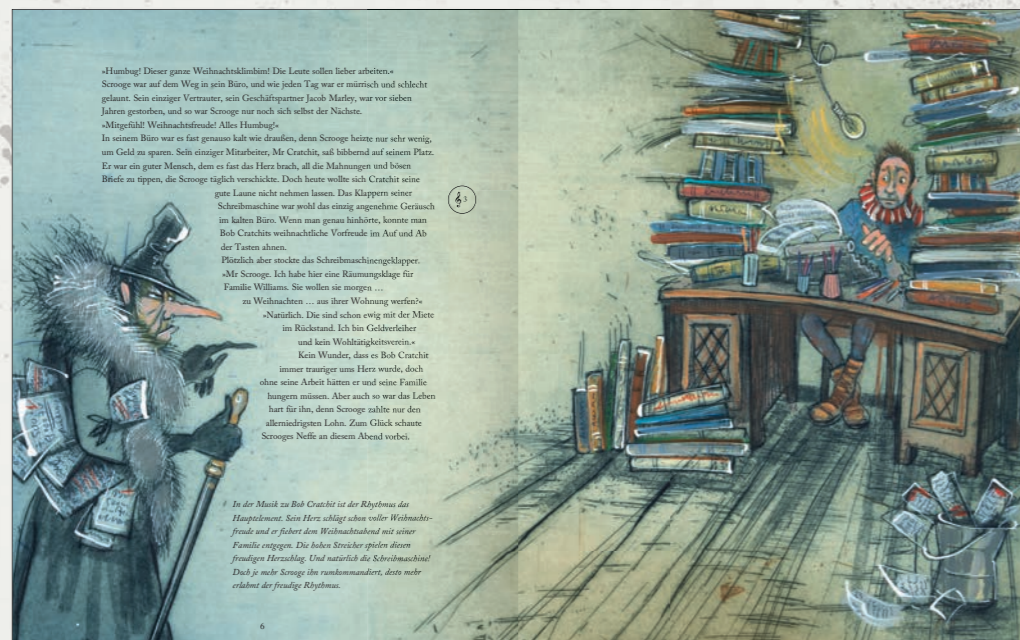 »Humbug! Dieser ganze Weihnachtsklimbim! Die Leute sollen lieber arbeiten.«
Scrooge war auf dem Weg in sein Büro, und wie jeden Tag war er mürrisch und schlecht
gelaunt. Sein einziger Vertrauter, sein Geschäftspartner Jacob Marley, war vor sieben
Jahren gestorben, und so war Scrooge nur noch sich selbst der Nächste.
»Mitgefühl! Weihnachtsfreude! Alles Humbug!«
In seinem Büro war es fast genauso kalt wie draußen, denn Scrooge heizte nur sehr wenig,
um Geld zu sparen. Sein einziger Mitarbeiter, Mr Cratchit, saß bibbernd auf seinem Platz.
Er war ein guter Mensch, dem es fast das Herz brach, all die Mahnungen und bösen
Briefe zu tippen, die Scrooge täglich verschickte. Doch heute wollte sich Cratchit seine
gute Laune nicht nehmen lassen. Das Klappern seiner
Schreibmaschine war wohl das einzig angenehme Geräusch
im kalten Büro. Wenn man genau hinhörte, konnte man
Bob Cratchits weihnachtliche Vorfreude im Auf und Ab
der Tasten ahnen.
Plötzlich aber stockte das Schreibmaschinengeklapper.
»Mr Scrooge. Ich habe hier eine Räumungsklage für
Familie Williams. Sie wollen sie morgen …
zu Weihnachten … aus ihrer Wohnung werfen?«
»Natürlich. Die sind schon ewig mit der Miete
im Rückstand. Ich bin Geldverleiher
und kein Wohltätigkeitsverein.«
Kein Wunder, dass es Bob Cratchit
immer trauriger ums Herz wurde, doch
ohne seine Arbeit hätten er und seine Familie
hungern müssen. Aber auch so war das Leben
hart für ihn, denn Scrooge zahlte nur den
allerniedrigsten Lohn. Zum Glück schaute
Scrooges Neffe an diesem Abend vorbei.
3
In der Musik zu Bob Cratchit ist der Rhythmus das
Hauptelement. Sein Herz schlägt schon voller Weihnachts-
freude und er fiebert dem Weihnachtsabend mit seiner
Familie entgegen. Die hohen Streicher spielen diesen
freudigen Herzschlag. Und natürlich die Schreibmaschine!
Doch je mehr Scrooge ihn rumkommandiert, desto mehr
erlahmt der freudige Rhythmus.
6